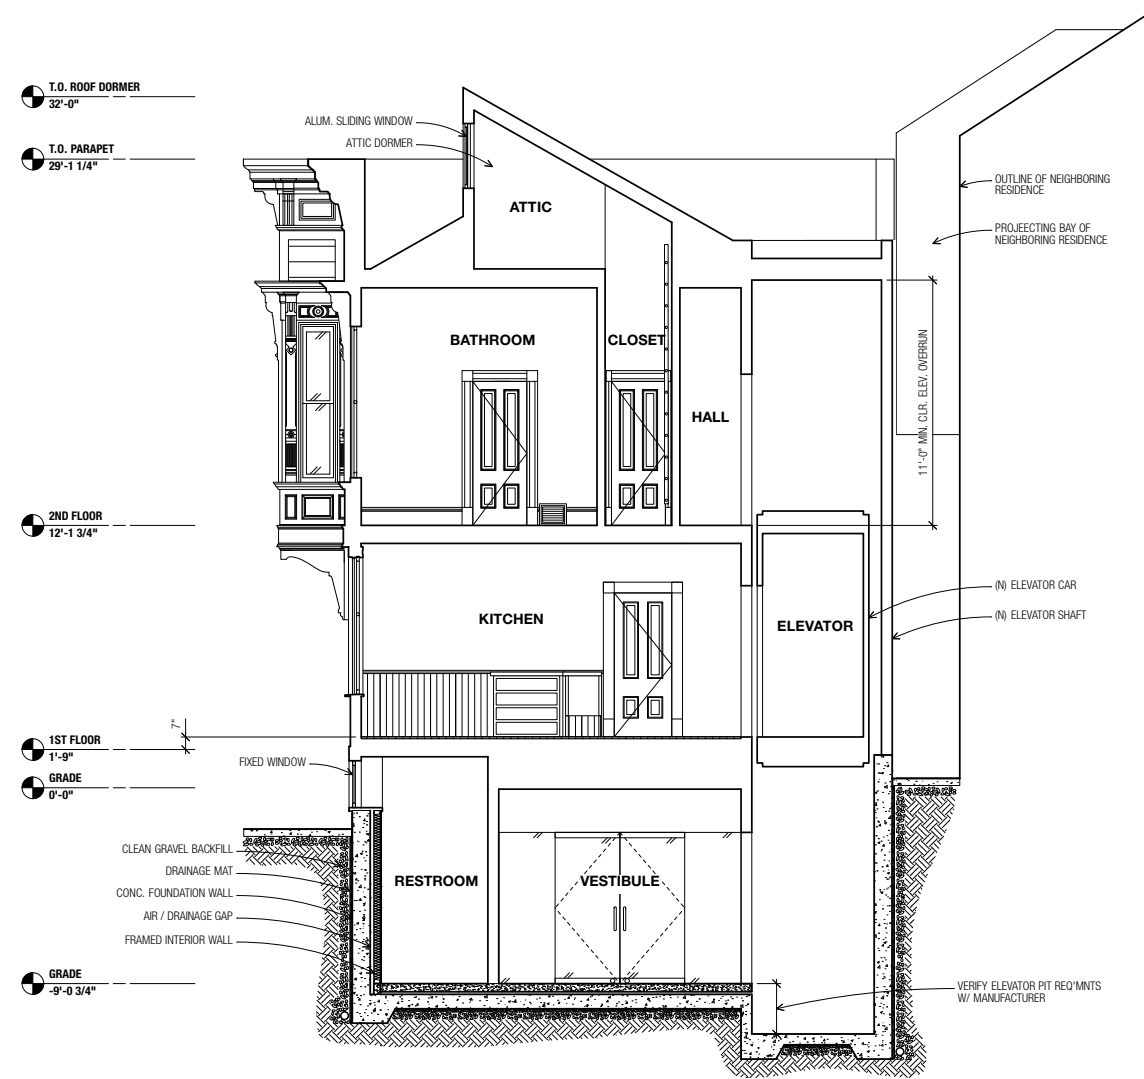 T.O. ROOF DORMER
32'-0"
T.O. PARAPET
29'-1 1/4"
ALUM. SLIDING WINDOW
ATTIC DORMER
ATTIC
OUTLINE OF NEIGHBORING
RESIDENCE
PROJEECTING BAY OF
NEIGHBORING RESIDENCE
BATHROOM
CLOSET
HALL
11'-0" MIN. CLR. ELEV. OVERRUN
2ND FLOOR
12'-1 3/4"
KITCHEN
ELEVATOR
(N) ELEVATOR CAR
(N) ELEVATOR SHAFT
7"
1ST FLOOR
1'-9"
FIXED WINDOW
GRADE
0'-0"
CLEAN GRAVEL BACKFILL
DRAINAGE MAT
CONC. FOUNDATION WALL
AIR / DRAINAGE GAP
FRAMED INTERIOR WALL
RESTROOM
VESTIBULE
GRADE
-9'-0 3/4"
VERIFY ELEVATOR PIT REQ'MNTS
W/ MANUFACTURER